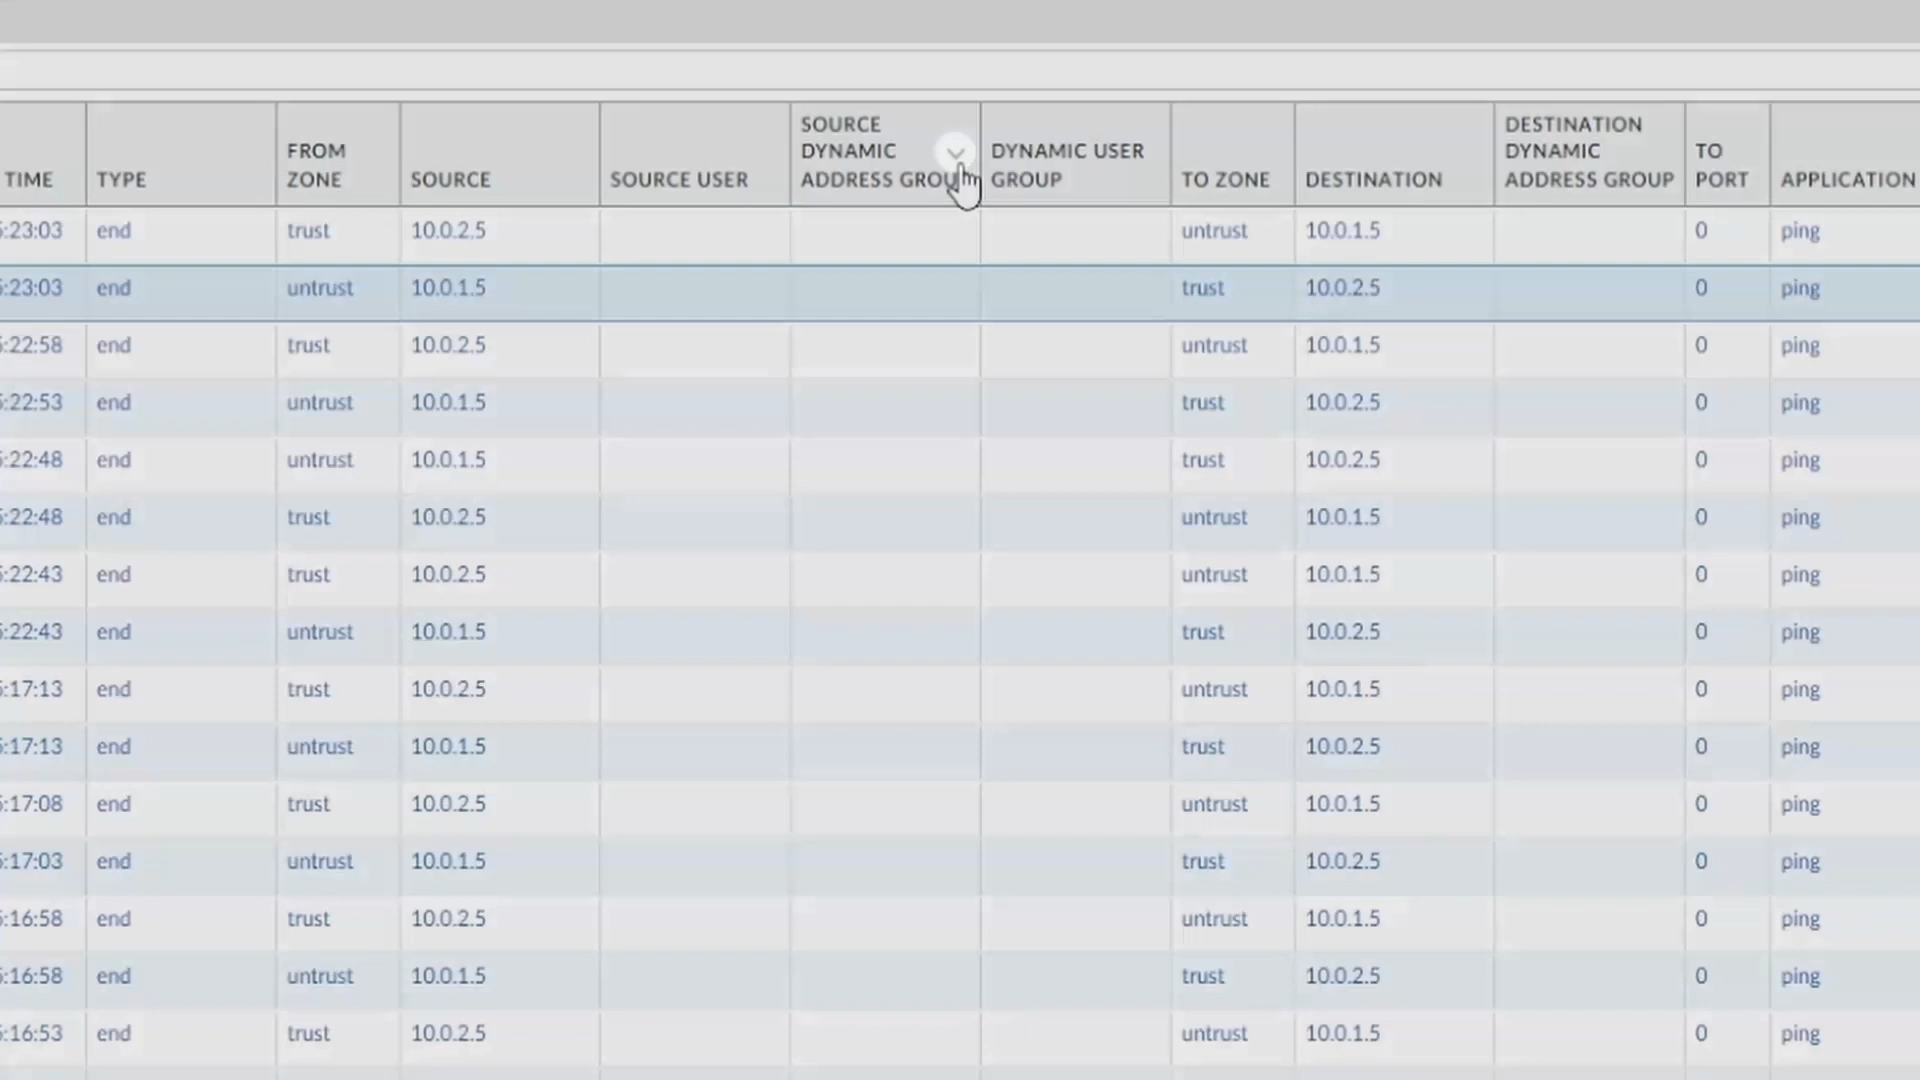 TIME TYPE FROM ZONE SOURCE SOURCE USER SOURCE DYNAMIC ADDRESS GROU DYNAMIC USER GROUP TO ZONE DESTINATION DESTINATION DYNAMIC ADDRESS GROUP TO PORT APPLICATION
:23:03 end trust 10.0.2.5 untrust 10.0.1.5 0 ping
:23:03 end untrust 10.0.1.5 trust 10.0.2.5 0 ping
:22:58 end trust 10.0.2.5 untrust 10.0.1.5 0 ping
:22:53 end untrust 10.0.1.5 trust 10.0.2.5 0 ping
:22:48 end untrust 10.0.1.5 trust 10.0.2.5 0 ping
:22:48 end trust 10.0.2.5 untrust 10.0.1.5 0 ping
:22:43 end trust 10.0.2.5 untrust 10.0.1.5 0 ping
:22:43 end untrust 10.0.1.5 trust 10.0.2.5 0 ping
:17:13 end trust 10.0.2.5 untrust 10.0.1.5 0 ping
:17:13 end untrust 10.0.1.5 trust 10.0.2.5 0 ping
:17:08 end trust 10.0.2.5 untrust 10.0.1.5 0 ping
:17:03 end untrust 10.0.1.5 trust 10.0.2.5 0 ping
:16:58 end trust 10.0.2.5 untrust 10.0.1.5 0 ping
:16:58 end untrust 10.0.1.5 trust 10.0.2.5 0 ping
:16:53 end trust 10.0.2.5 untrust 10.0.1.5 0 ping